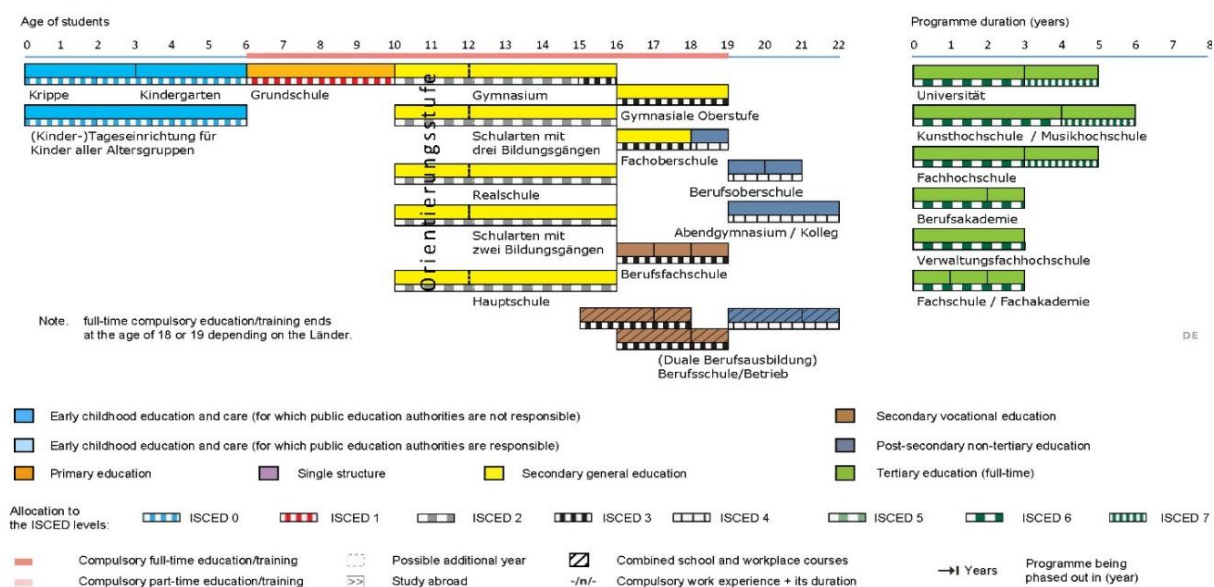 Age of students
Programme duration (years)
0 1 2 3 4 5 6 7 8 9 10 11 12 13 14 15 16 17 18 19 20 21 22
0 1 2 3 4 5 6 7 8
Krippe
Kindergarten
Grundschule
Gymnasium
Gymnasiale Oberstufe
Universität
(Kinder-)Tageseinrichtung für
Kinder aller Altersgruppen
Orientierungsstufe
Schularten mit
drei Bildungsgängen
Fachoberschule
Kunsthochschule / Musikhochschule
Fachhochschule
Realschule
Berufsoberschule
Berufsakademie
Schularten mit
zwei Bildungsgängen
Abendgymnasium / Kolleg
Berufsfachschule
Verwaltungsfachhochschule
Hauptschule
Fachschule / Fachakademie
Note. full-time compulsory education/training ends
at the age of 18 or 19 depending on the Länder.
(Duale Berufsausbildung)
Berufsschule/Betrieb
DE
Early childhood education and care (for which public education authorities are not responsible)
Secondary vocational education
Early childhood education and care (for which public education authorities are responsible)
Post-secondary non-tertiary education
Primary education
Single structure
Secondary general education
Tertiary education (full-time)
Allocation to
the ISCED levels:
ISCED 0
ISCED 1
ISCED 2
ISCED 3
ISCED 4
ISCED 5
ISCED 6
ISCED 7
Compulsory full-time education/training
Possible additional year
Combined school and workplace courses
Years
Programme being
phased out in (year)
Compulsory part-time education/training
>> Study abroad
-/n/- Compulsory work experience + its duration